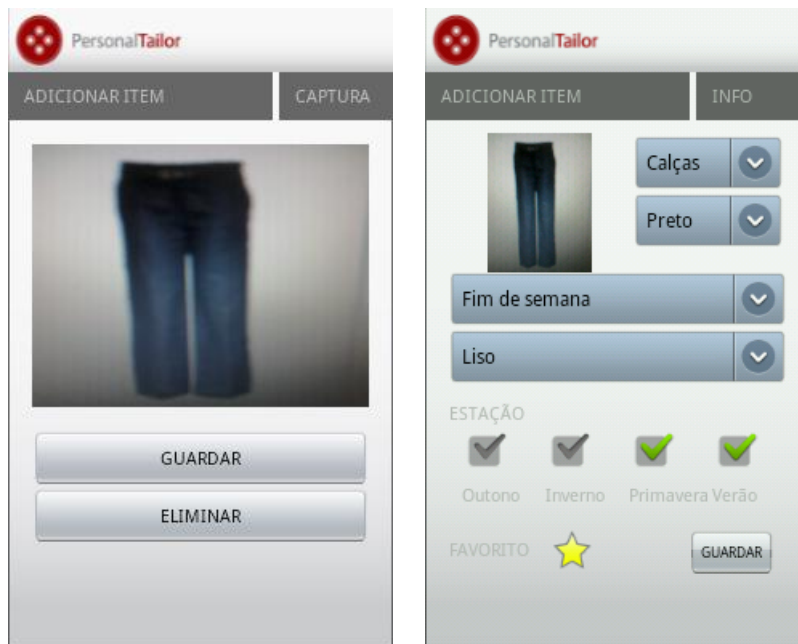 PersonalTailor
ADICIONAR ITEM CAPTURA
GUARDAR
ELIMINAR
PersonalTailor
ADICIONAR ITEM INFO
Calças
Preto
Fim de semana
Liso
ESTAÇÃO
Outono Inverno Primavera Verão
FAVORITO GUARDAR